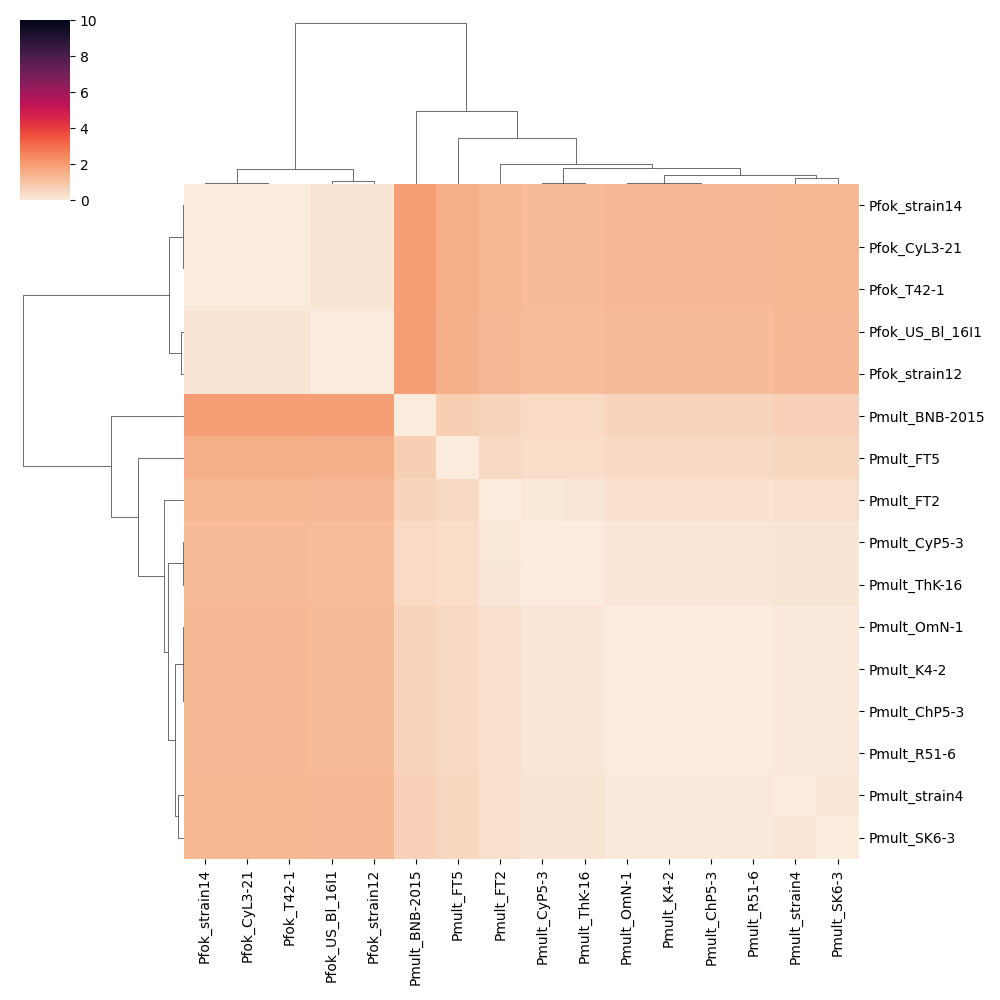 10
8
6
4
2
0
Pfok_strain14
Pfok_CyL3-21
Pfok_T42-1
Pfok_US_Bl_16I1
Pfok_strain12
Pmult_BNB-2015
Pmult_FT5
Pmult_FT2
Pmult_CyP5-3
Pmult_ThK-16
Pmult_OmN-1
Pmult_K4-2
Pmult_ChP5-3
Pmult_R51-6
Pmult_strain4
Pmult_SK6-3
Pfok_strain14
Pfok_CyL3-21
Pfok_T42-1
Pfok_US_Bl_16I1
Pfok_strain12
Pmult_BNB-2015
Pmult_FT5
Pmult_FT2
Pmult_CyP5-3
Pmult_ThK-16
Pmult_OmN-1
Pmult_K4-2
Pmult_ChP5-3
Pmult_R51-6
Pmult_strain4
Pmult_SK6-3